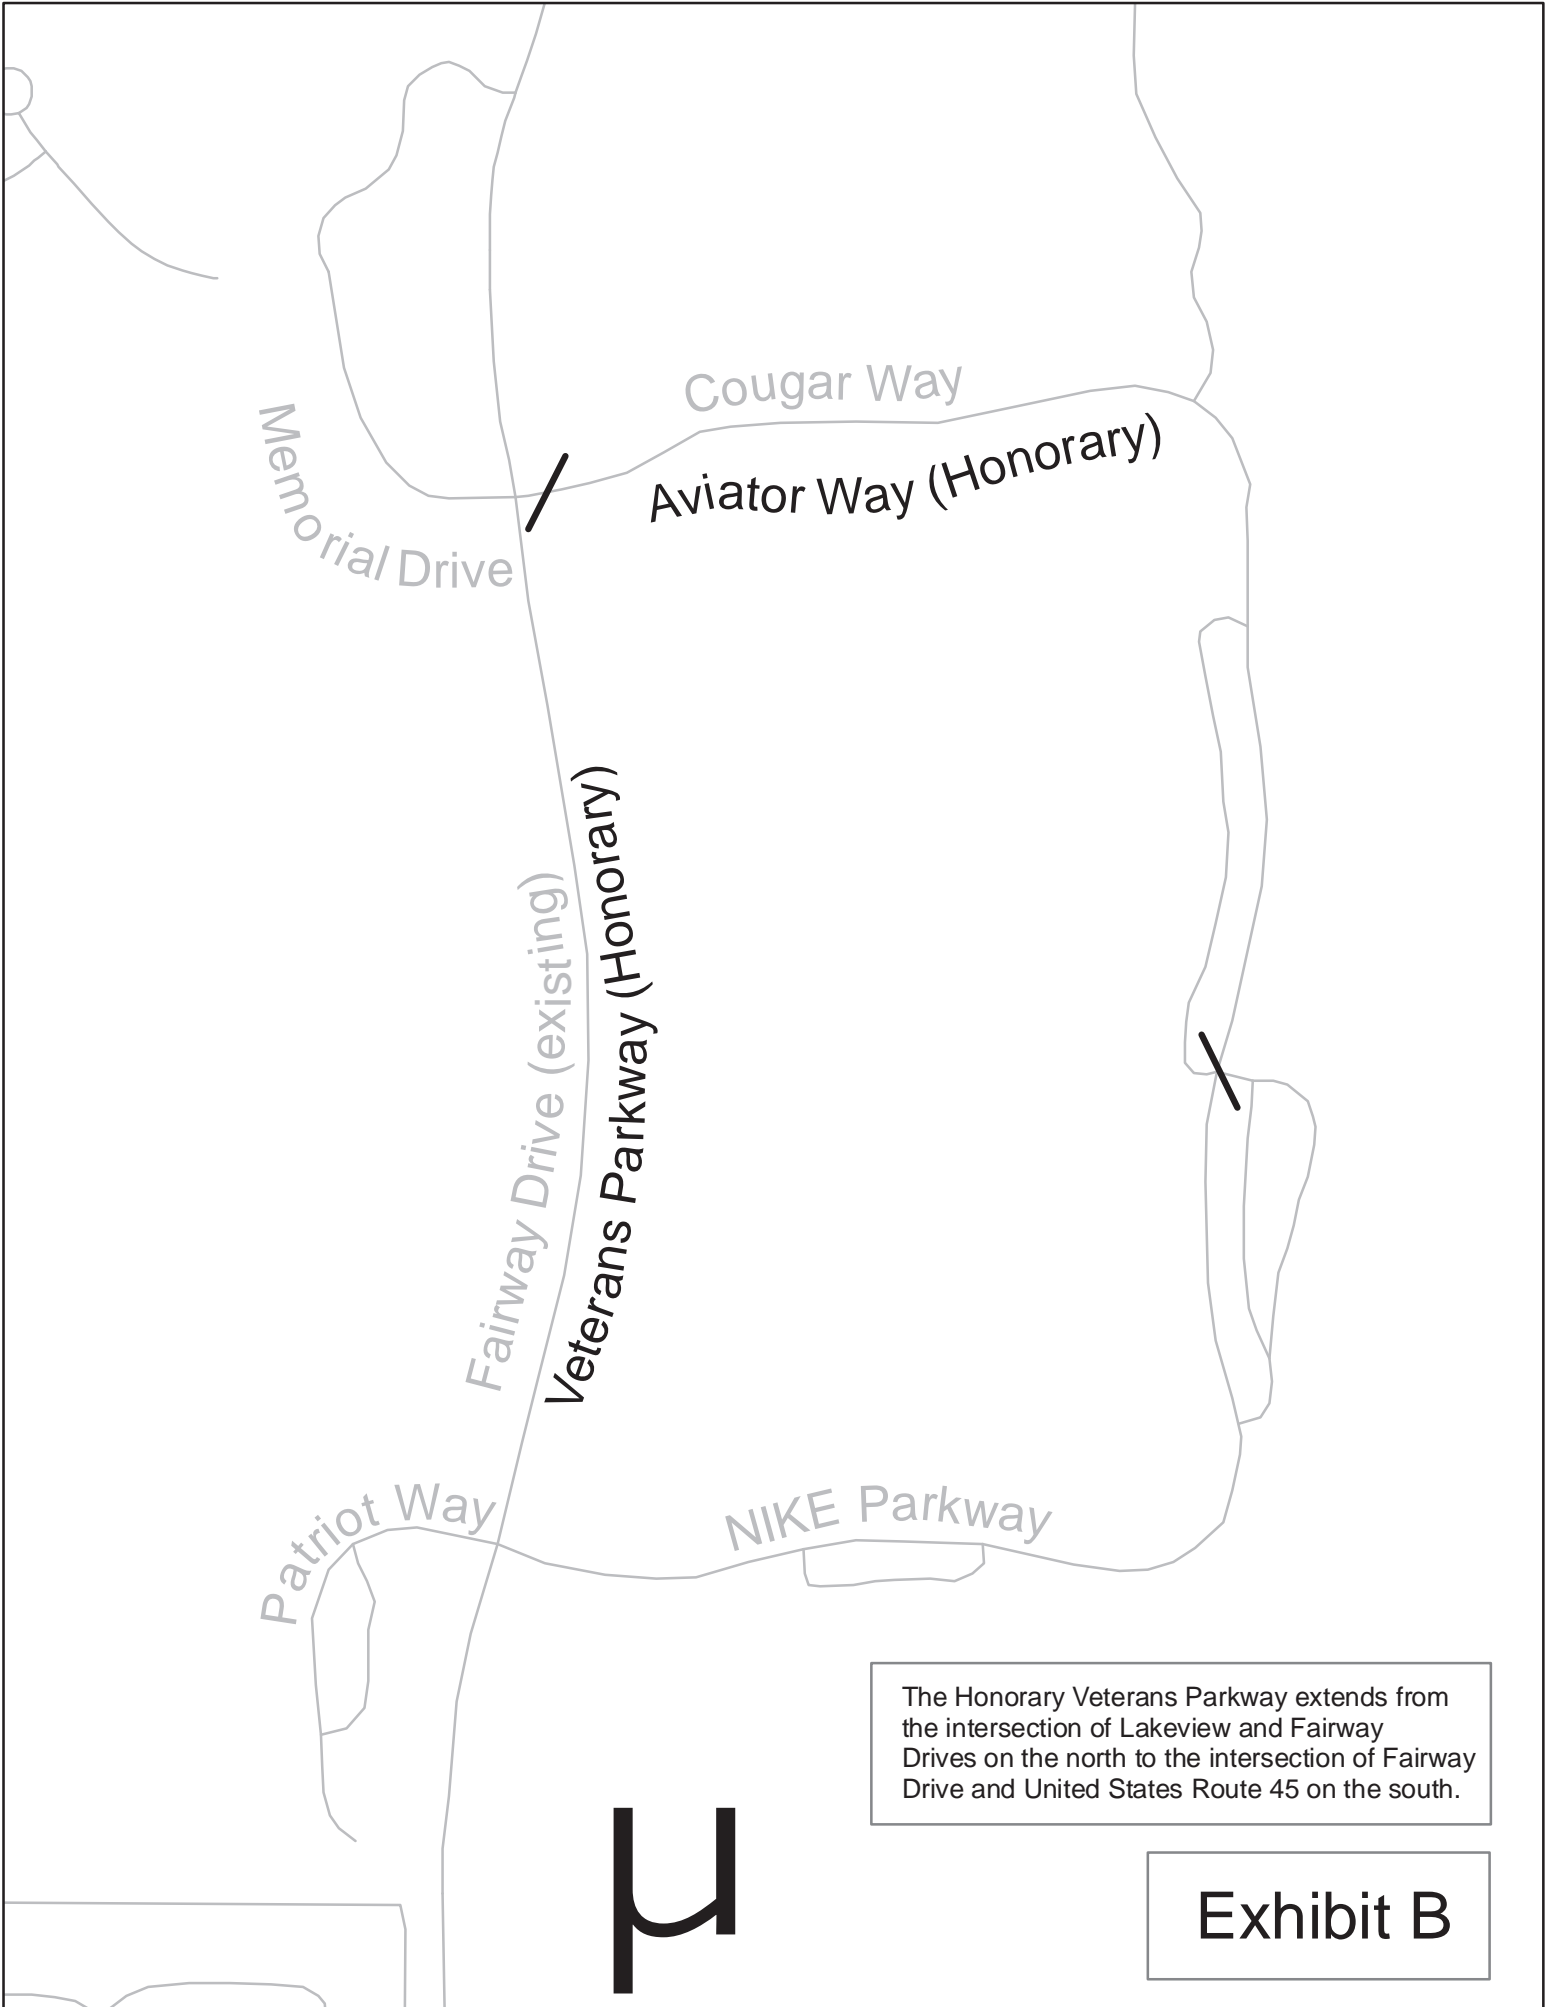 Cougar Way
Aviator Way (Honorary)
Memorial Drive
Fairway Drive (existing)
Veterans Parkway (Honorary)
Patriot Way
NIKE Parkway
The Honorary Veterans Parkway extends from
the intersection of Lakeview and Fairway
Drives on the north to the intersection of Fairway
Drive and United States Route 45 on the south.
µ
Exhibit B